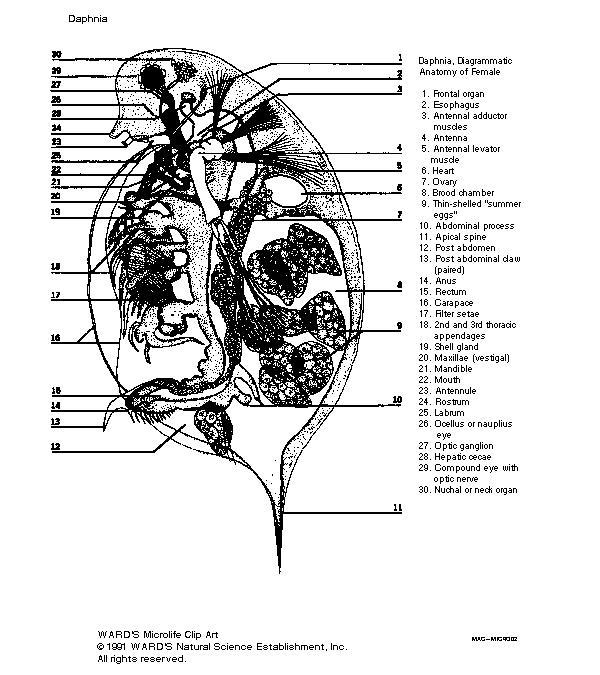 Daphnia
30
29
27
26
28
24
23
25
22
21
20
19
18
17
16
15
14
13
12
1
2
3
4
5
6
7
8
9
10
11
Daphnia, Diagrammatic
Anatomy of Female
1. Frontal organ
2. Esophagus
3. Antennal adductor
muscles
4. Antenna
5. Antennal levator
muscle
6. Heart
7. Ovary
8. Brood chamber
9. Thin-shelled "summer
eggs"
10. Abdominal process
11. Apical spine
12. Post abdomen
13. Post abdominal claw
(paired)
14. Anus
15. Rectum
16. Carapace
17. Filter setae
18. 2nd and 3rd thoracic
appendages
19. Shell gland
20. Maxillae (vestigal)
21. Mandible
22. Mouth
23. Antennule
24. Rostrum
25. Labrum
26. Ocellus or nauplius
eye
27. Optic ganglion
28. Hepatic cecae
29. Compound eye with
optic nerve
30. Nuchal or neck organ
WARD'S Microlife Clip Art
© 1991 WARD'S Natural Science Establishment, Inc.
All rights reserved.